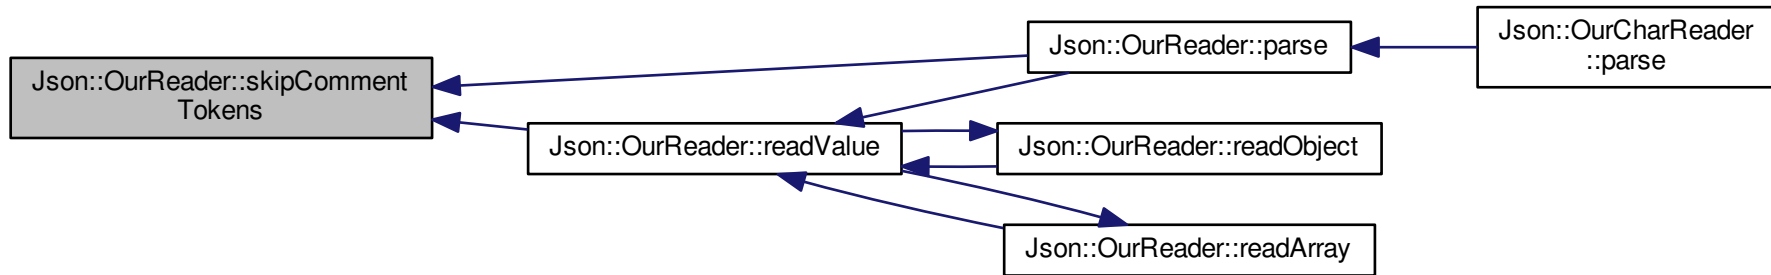 Json::OurReader::skipComment
Tokens
Json::OurReader::parse
Json::OurCharReader
::parse
Json::OurReader::readValue
Json::OurReader::readObject
Json::OurReader::readArray